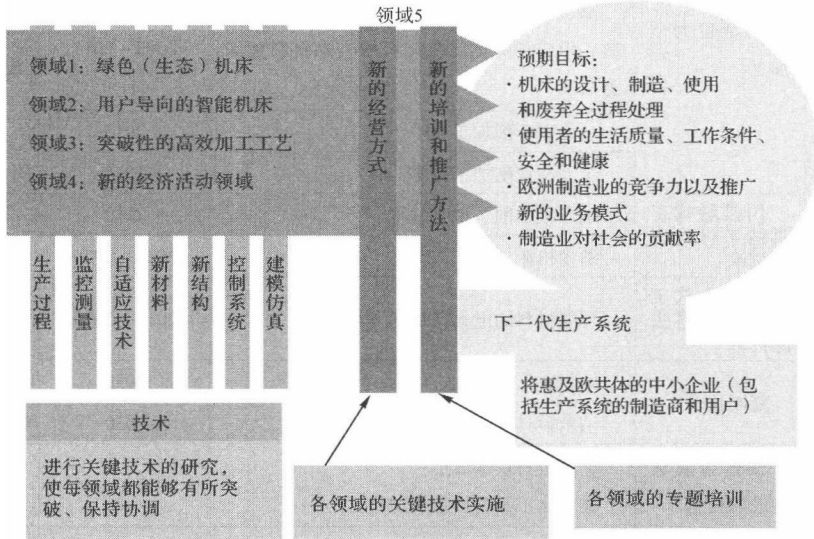 领域5
领域1：绿色（生态）机床
领域2：用户导向的智能机床
领域3：突破性的高效加工工艺
领域4：新的经济活动领域
新的经营方式
新的培训和推广方法
预期目标：
·机床的设计、制造、使用
和废弃全过程处理
·使用者的生活质量、工作条件、
安全和健康
·欧洲制造业的竞争力以及推广
新的业务模式
·制造业对社会的贡献率
生产过程
监控测量
自适应技术
新材料
新结构
控制系统
建模仿真
下一代生产系统
将惠及欧共体的中小企业（包
括生产系统的制造商和用户）
技术
进行关键技术的研究，
使每领域都能够有所突
破、保持协调
各领域的关键技术实施
各领域的专题培训